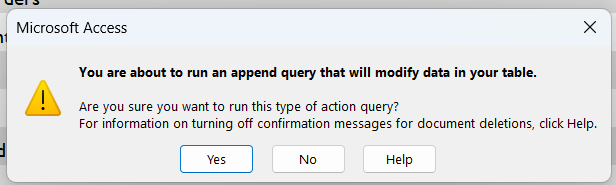 ders
Microsoft Access
You are about to run an append query that will modify data in your table.
Are you sure you want to run this type of action query?
For information on turning off confirmation messages for document deletions, click Help.
Yes
No
Help